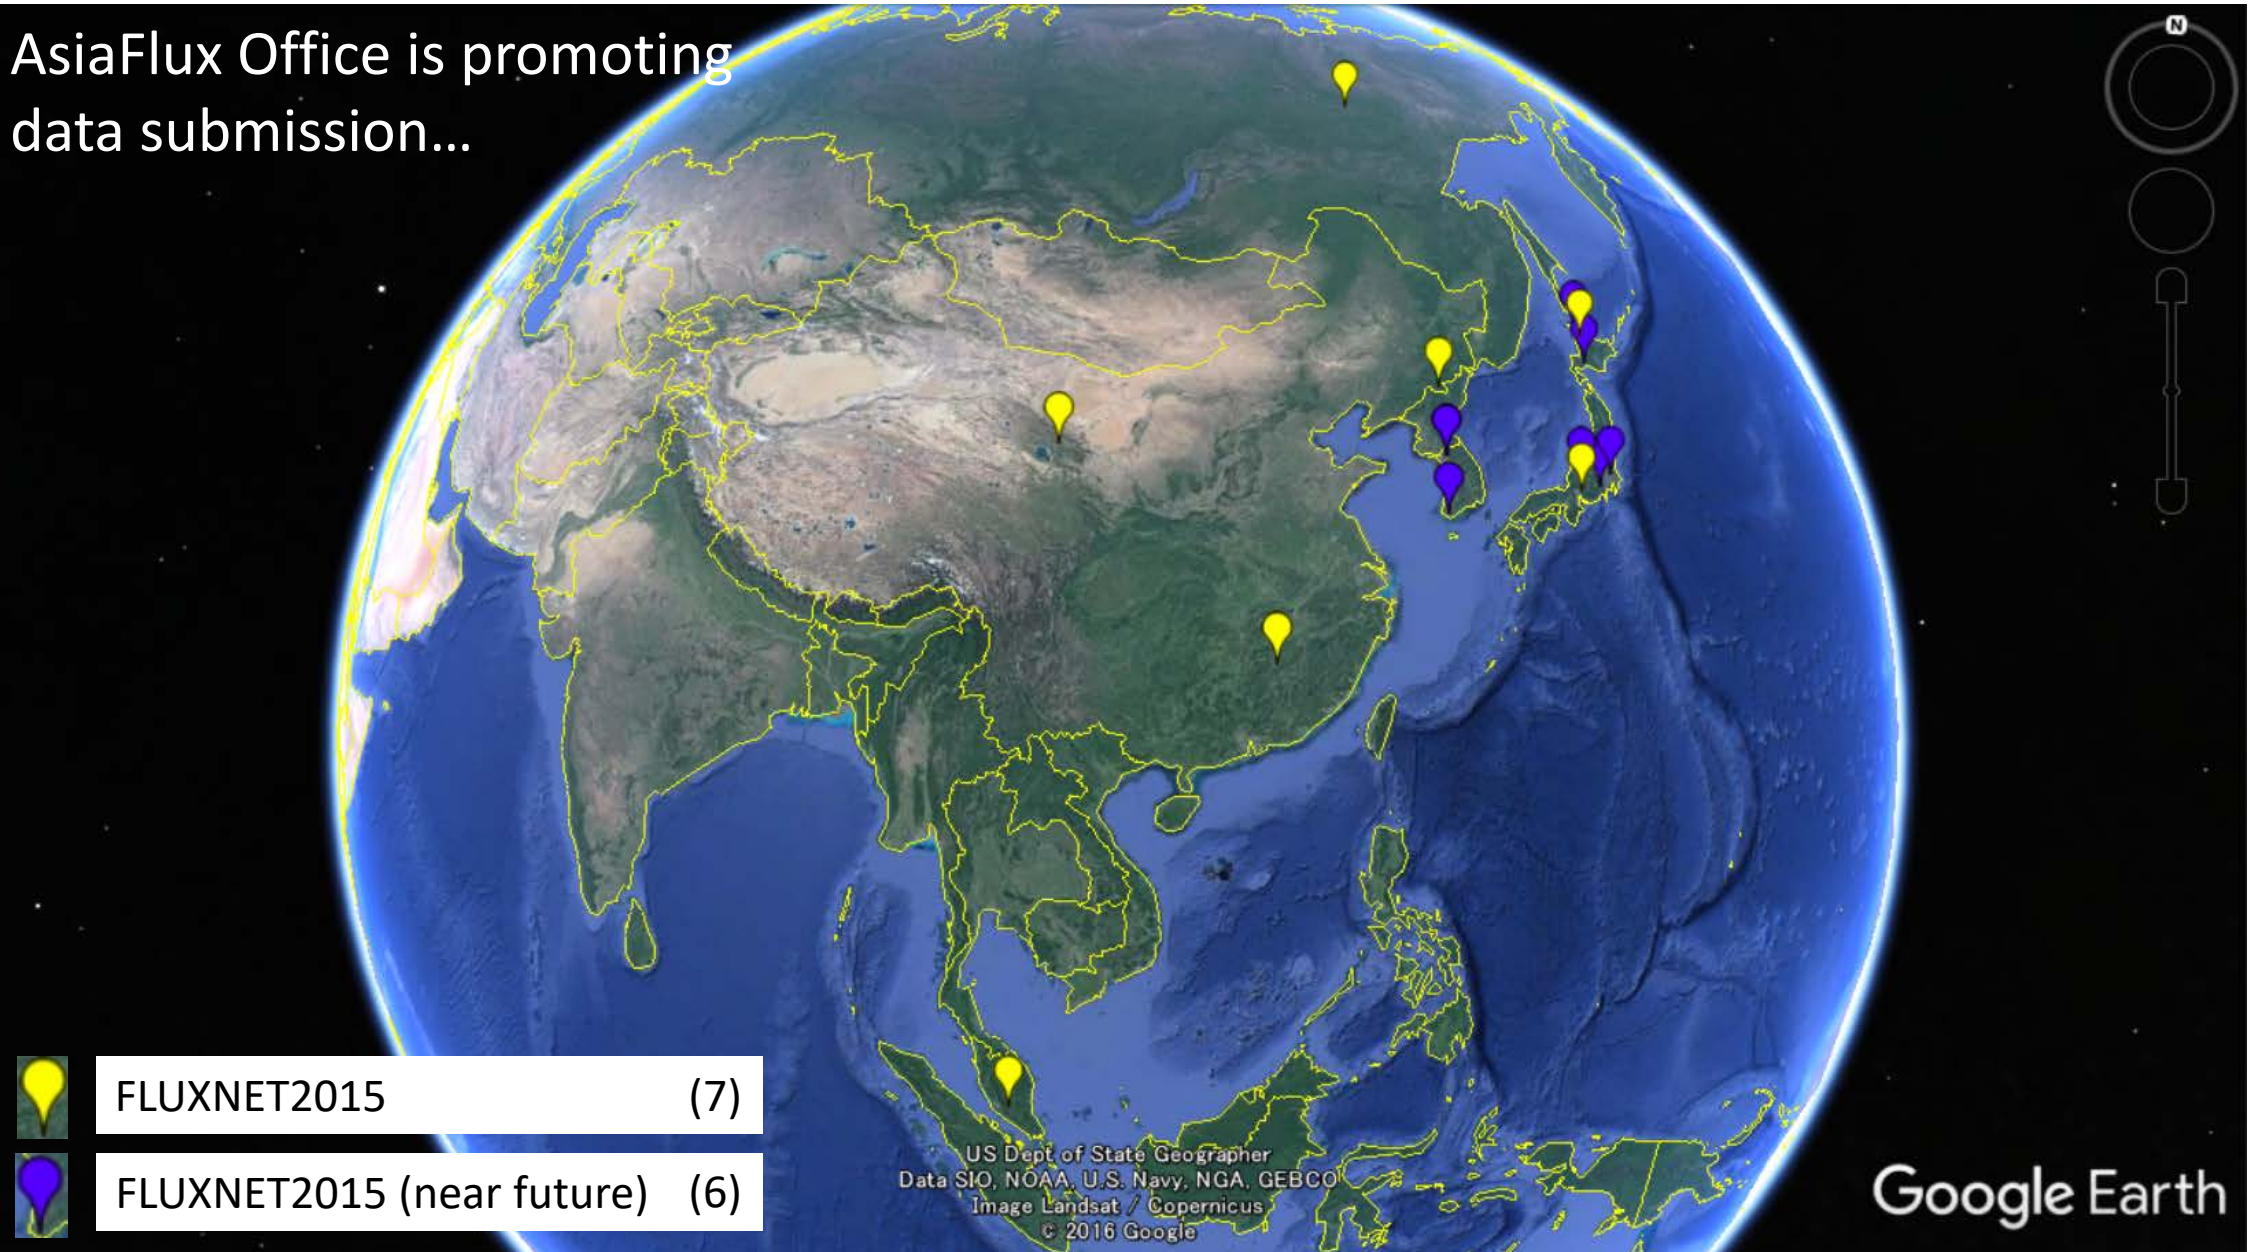 AsiaFlux Office is promoting
data submission…
N
FLUXNET2015 (7)
FLUXNET2015 (near future) (6)
US Dept of State Geographer
Data SIO, NOAA, U.S. Navy, NGA, GEBCO
Image Landsat / Copernicus
© 2016 Google
Google Earth